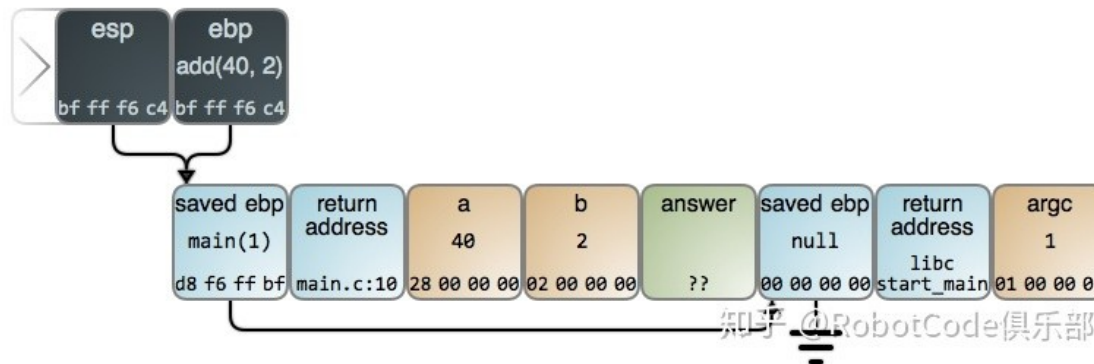 esp
bf ff f6 c4
ebp
add(40, 2)
bf ff f6 c4
saved ebp
main(1)
d8 f6 ff bf
return
address
main.c:10
a
40
28 00 00 00
b
2
02 00 00 00
answer
??
saved ebp
null
00 00 00 00
return
address
libc
start_main
argc
1
01 00 00 0
知乎 @RobotCode俱乐部